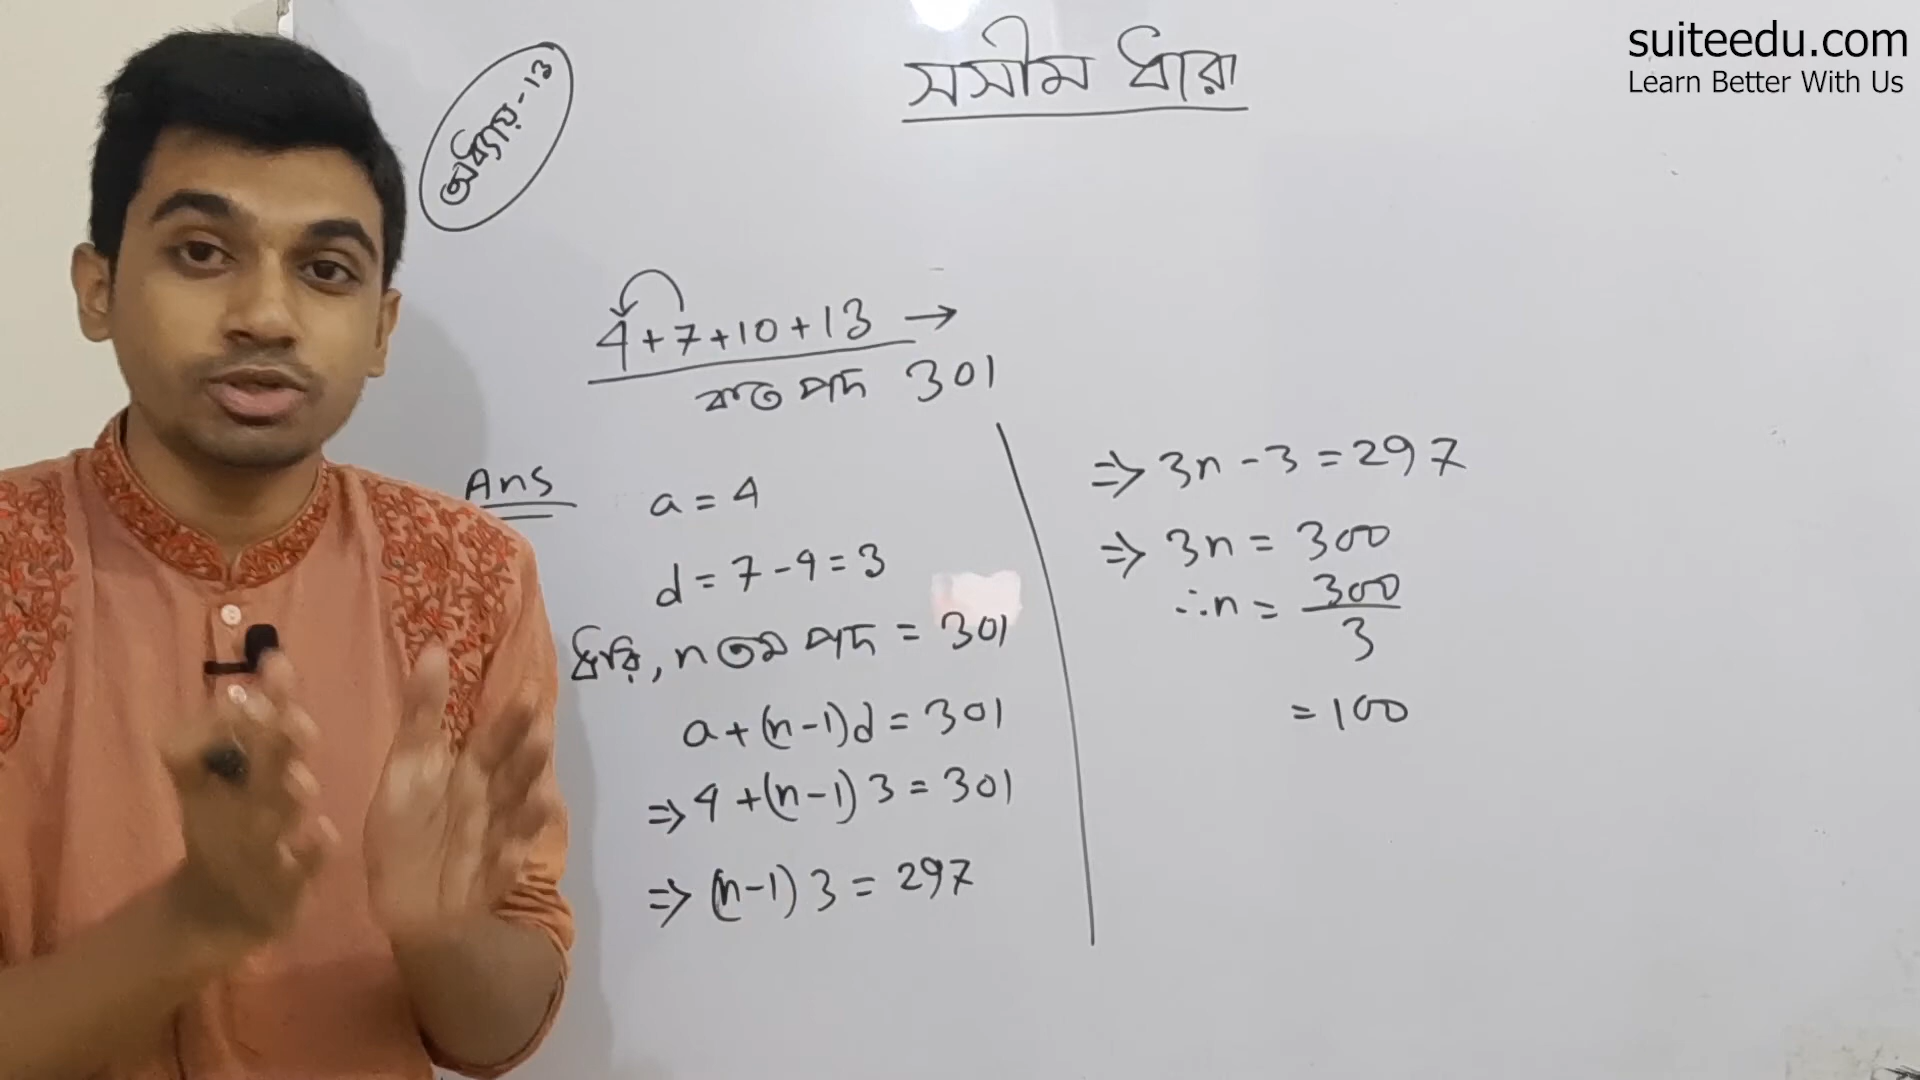 suiteedu.com
Learn Better With Us
সসীম ধারা
অধ্যায়-১৩
4+7+10+13 →
কত পদ 301
Ans
a = 4
d = 7-4=3
ধরি, n তম পদ = 301
a+(n-1)d = 301
⇒ 4+(n-1)3 = 301
⇒ (n-1)3 = 297
⇒ 3n-3 = 297
⇒ 3n = 300
∴n = 300/3
= 100